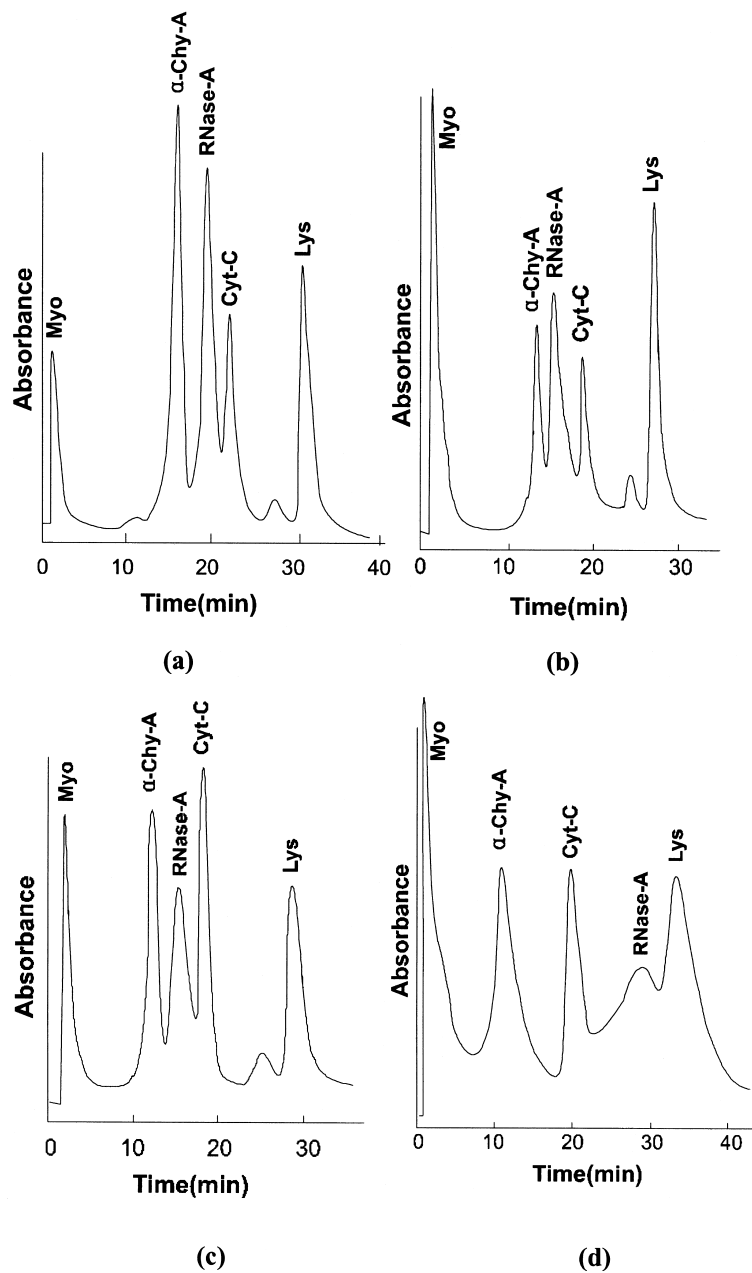 Absorbance
Myo
α-Chy-A
RNase-A
Cyt-C
Lys
0 10 20 30 40
Time(min)
(a)
Absorbance
Myo
α-Chy-A
RNase-A
Cyt-C
Lys
0 10 20 30
Time(min)
(b)
Absorbance
Myo
α-Chy-A
RNase-A
Cyt-C
Lys
0 10 20 30
Time(min)
(c)
Absorbance
Myo
α-Chy-A
Cyt-C
RNase-A
Lys
0 10 20 30 40
Time(min)
(d)